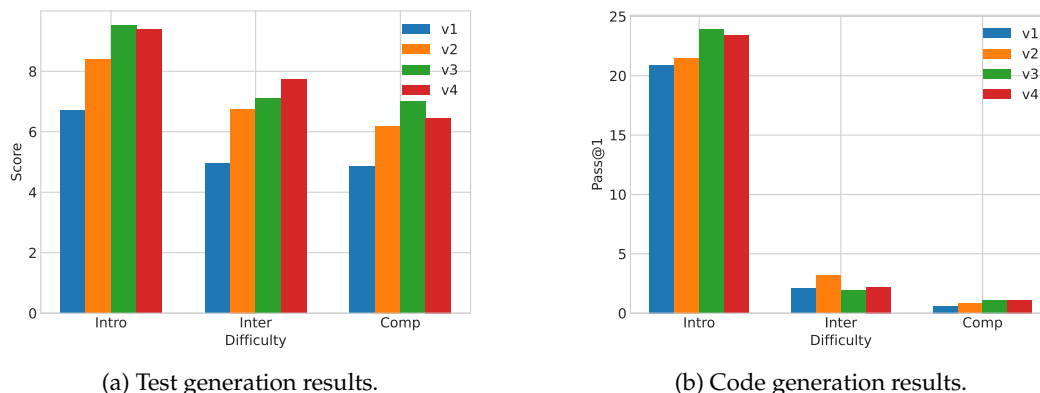 v1
v2
v3
v4
8
6
4
2
0
Score
Intro
Inter
Comp
Difficulty
(a) Test generation results.
25
20
15
10
5
0
Pass@1
v1
v2
v3
v4
Intro
Inter
Comp
Difficulty
(b) Code generation results.